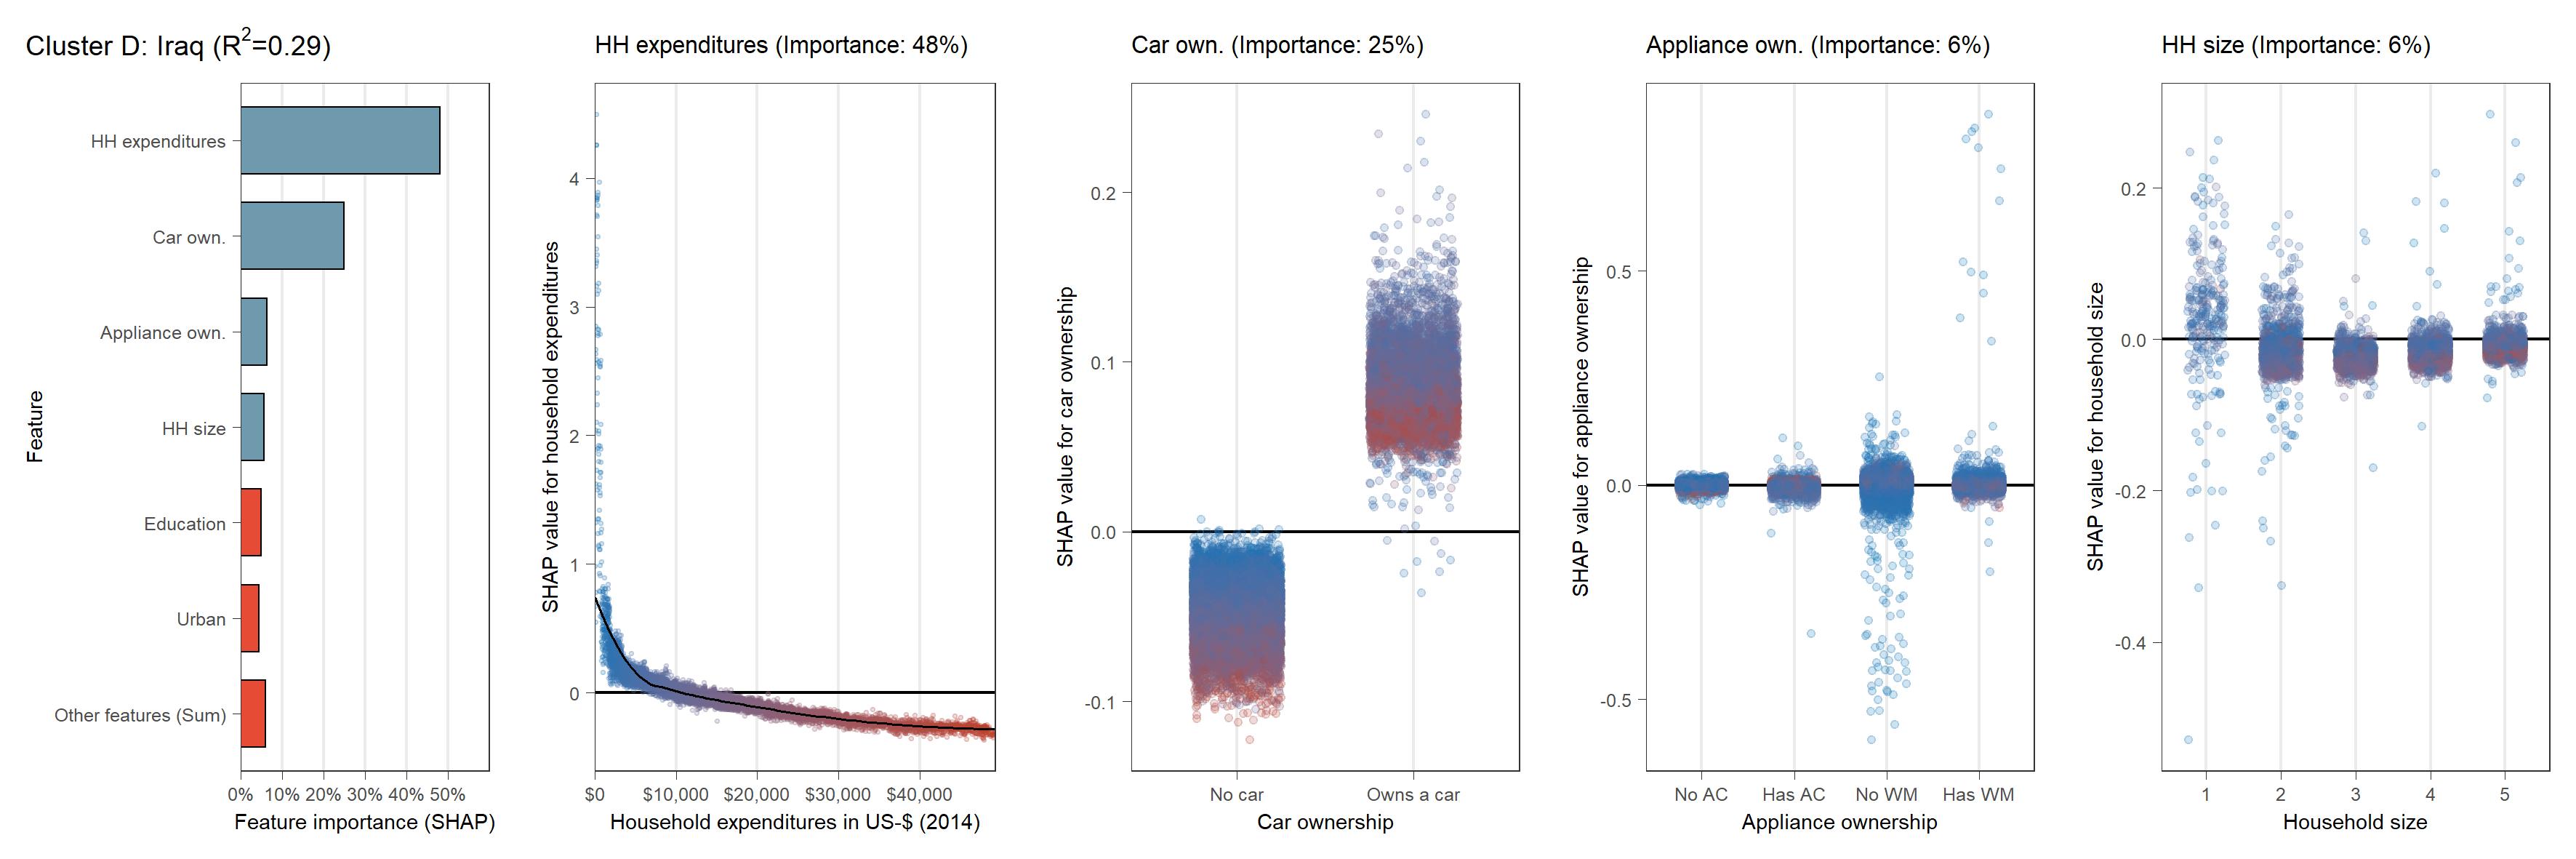 Cluster D: Iraq (R²=0.29)
Feature
HH expenditures
Car own.
Appliance own.
HH size
Education
Urban
Other features (Sum)
0% 10% 20% 30% 40% 50%
Feature importance (SHAP)
HH expenditures (Importance: 48%)
SHAP value for household expenditures
4
3
2
1
0
$0 $10,000 $20,000 $30,000 $40,000
Household expenditures in US-$ (2014)
Car own. (Importance: 25%)
SHAP value for car ownership
0.2
0.1
0.0
-0.1
No car Owns a car
Car ownership
Appliance own. (Importance: 6%)
SHAP value for appliance ownership
0.5
0.0
-0.5
No AC Has AC No WM Has WM
Appliance ownership
HH size (Importance: 6%)
SHAP value for household size
0.2
0.0
-0.2
-0.4
1 2 3 4 5
Household size